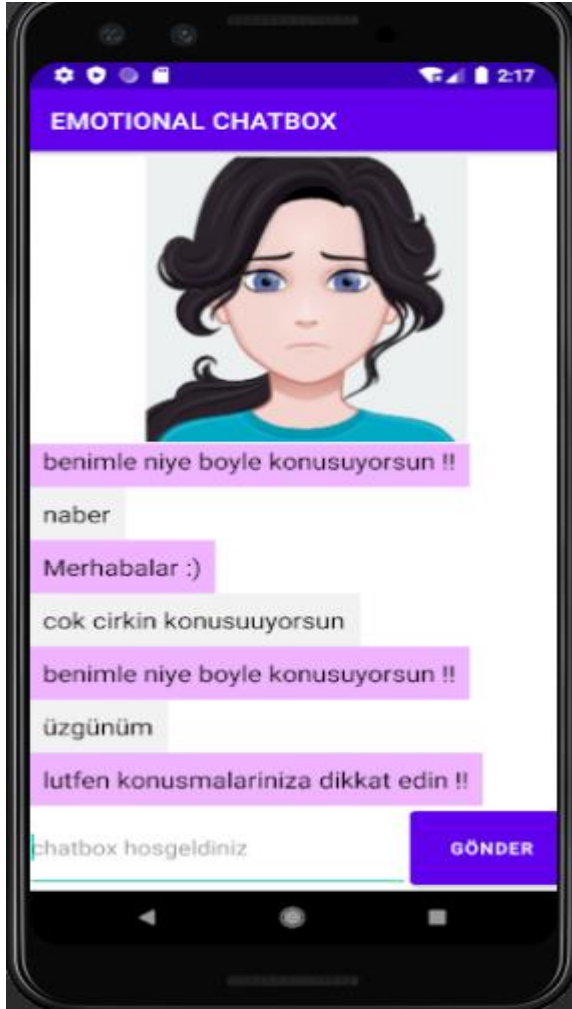 2:17
EMOTIONAL CHATBOX
benimle niye boyle konusuyorsun !!
naber
Merhabalar :)
cok cirkin konusuuyorsun
benimle niye boyle konusuyorsun !!
üzgünüm
lutfen konusmalariniza dikkat edin !!
chatbox hosgeldiniz
GÖNDER